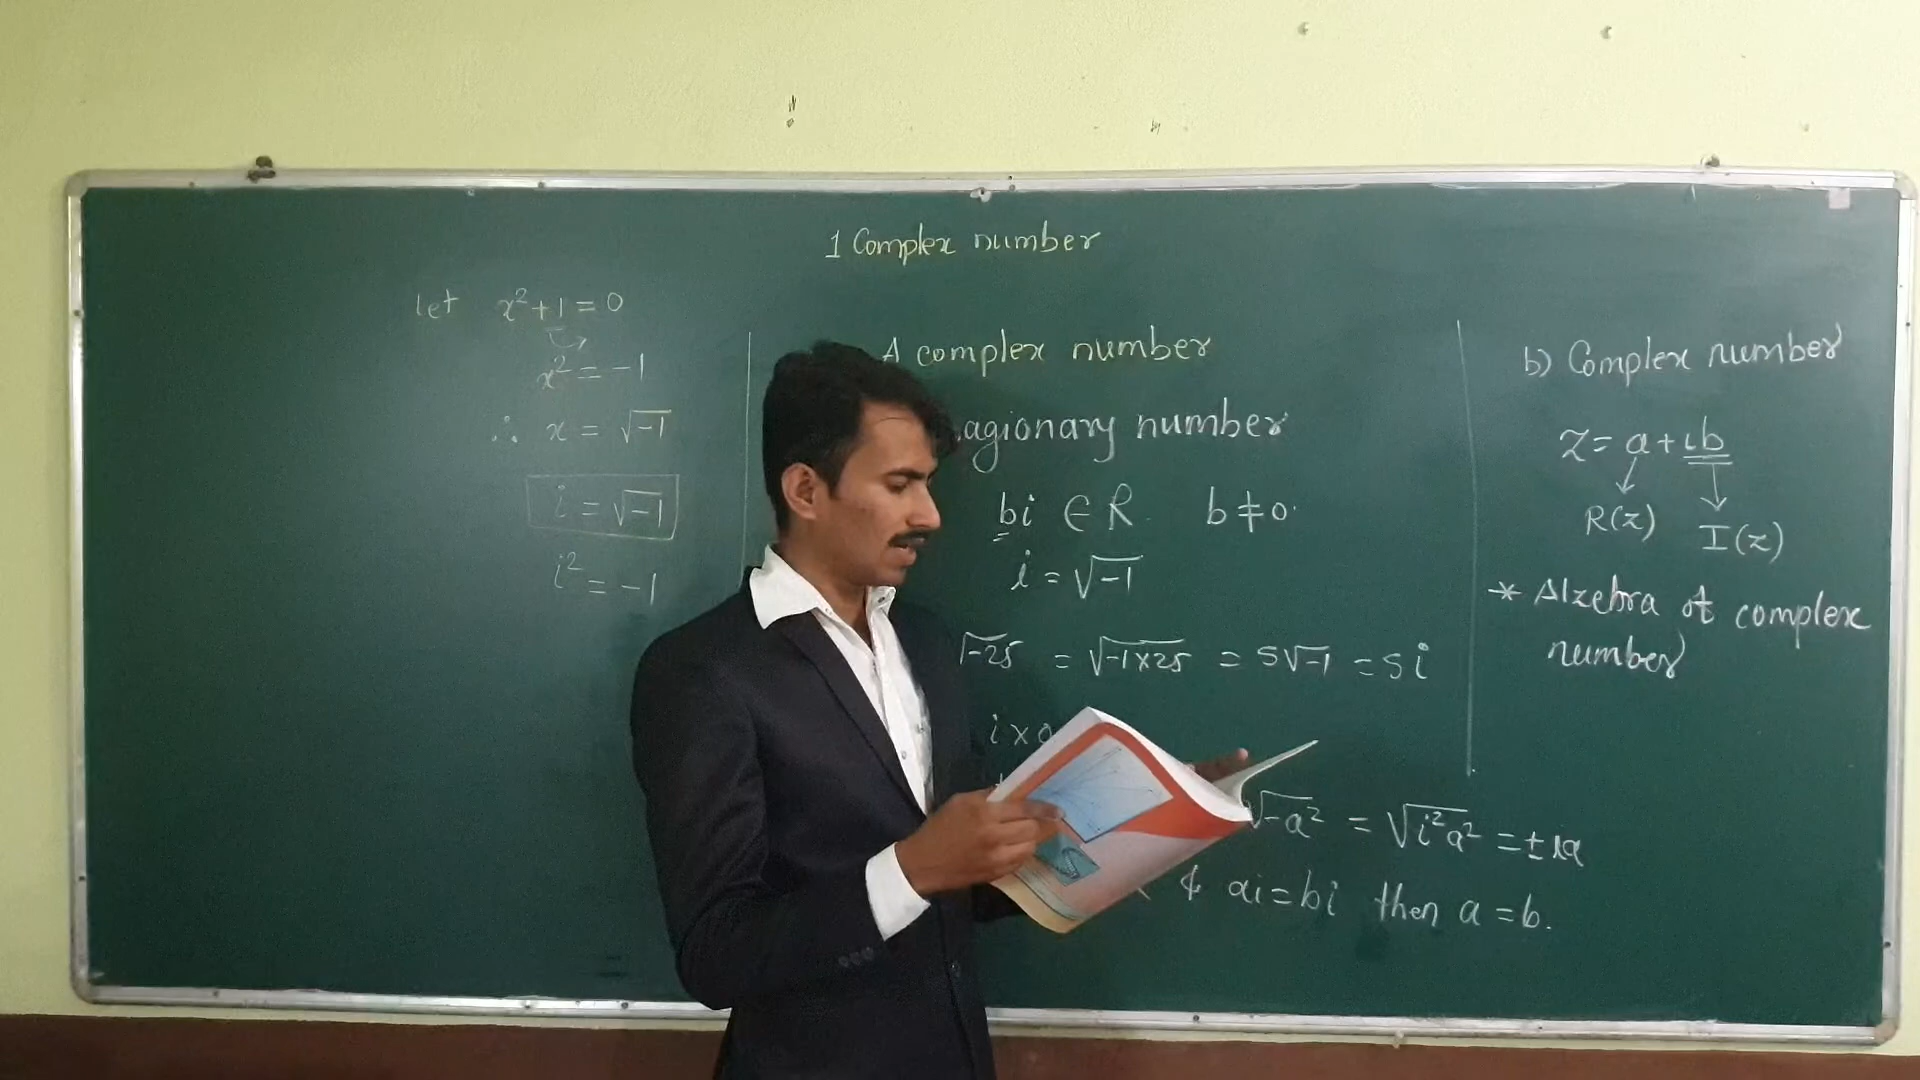 1 Complex number
let x²+1=0
x² = -1
∴ x = √-1
i = √-1
i² = -1
A complex number
agionary number
bi ∈ R b ≠ 0
i = √-1
√-25 = √-1×25 = 5√-1 = 5i
i ×
√-a² = √i²a² = ± ia
& ai = bi then a = b.
b) Complex number
Z = a + ib
R(z) I(z)
* Alzebra of complex
number